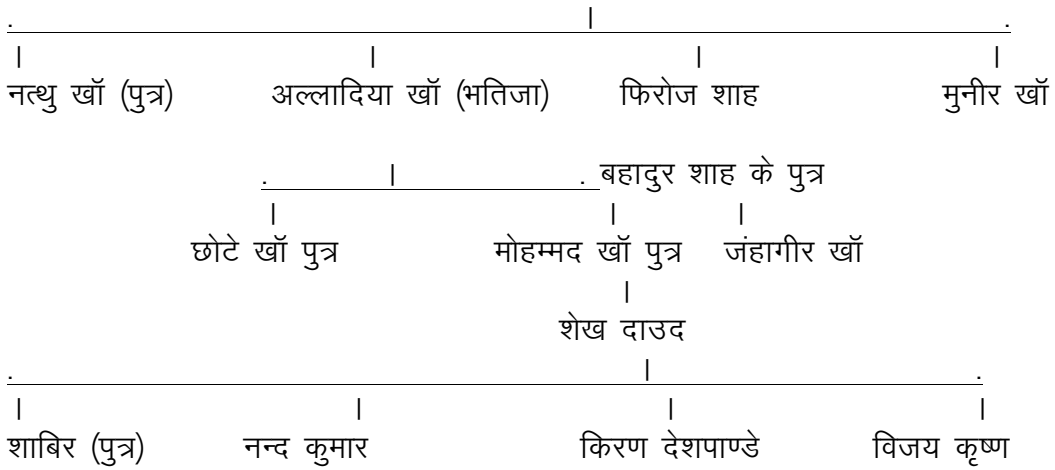 नत्थु खॉ (पुत्र) अल्लादिया खॉ (भतिजा) फिरोज शाह मुनीर खॉ
बहादुर शाह के पुत्र
छोटे खॉ पुत्र मोहम्मद खॉ पुत्र जंहागीर खॉ
शेख दाउद
शाबिर (पुत्र) नन्द कुमार किरण देशपाण्डे विजय कृष्ण